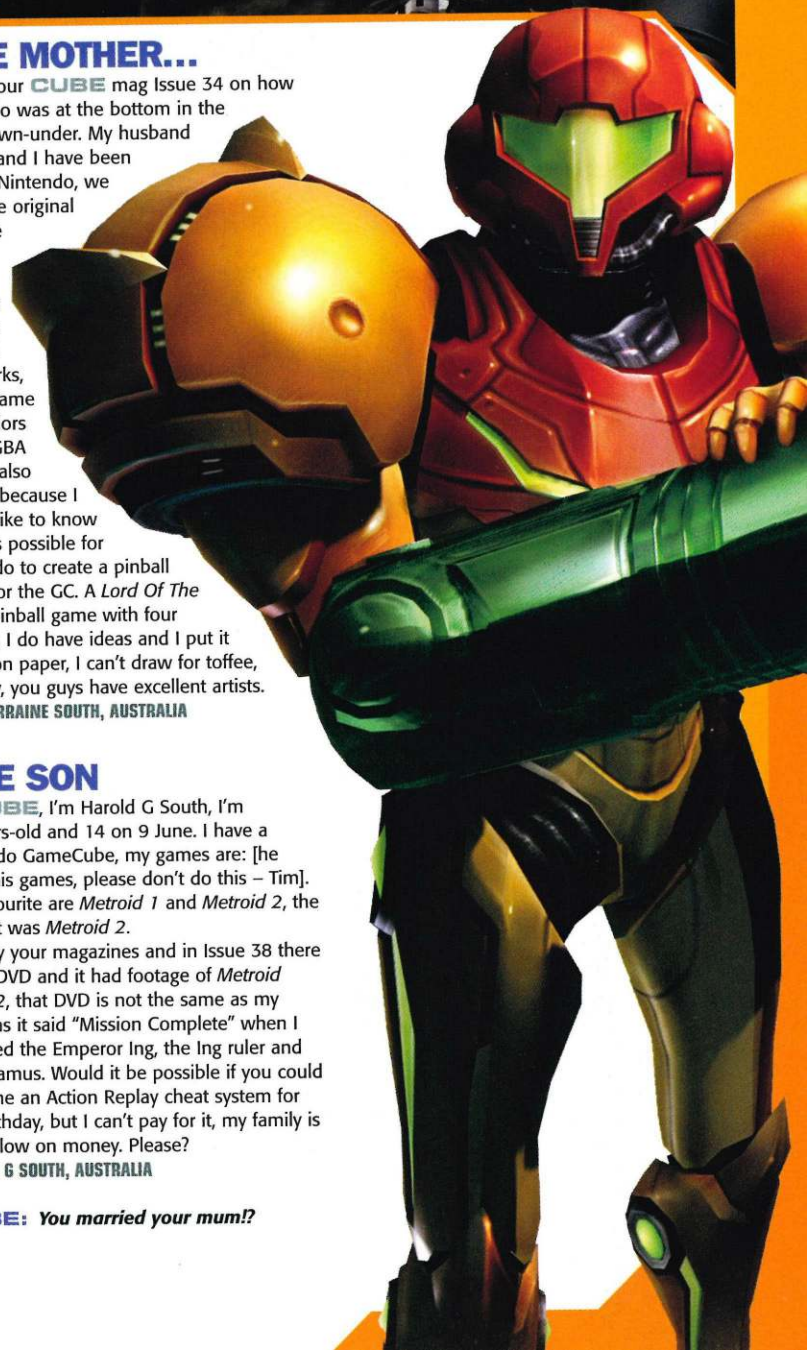 E MOTHER...
our CUBE mag Issue 34 on how
o was at the bottom in the
wn-under. My husband
and I have been
Nintendo, we
e original
e
rks,
ame
ors
GBA
also
because I
ike to know
s possible for
do to create a pinball
or the GC. A Lord Of The
inball game with four
I do have ideas and I put it
on paper, I can't draw for toffee,
, you guys have excellent artists.
RRAINE SOUTH, AUSTRALIA
E SON
UBE, I'm Harold G South, I'm
rs-old and 14 on 9 June. I have a
do GameCube, my games are: [he
is games, please don't do this – Tim].
ourite are Metroid 1 and Metroid 2, the
t was Metroid 2.
y your magazines and in Issue 38 there
DVD and it had footage of Metroid
2, that DVD is not the same as my
as it said "Mission Complete" when I
ed the Emperor Ing, the Ing ruler and
amus. Would it be possible if you could
me an Action Replay cheat system for
thday, but I can't pay for it, my family is
low on money. Please?
G SOUTH, AUSTRALIA
BE: You married your mum!?